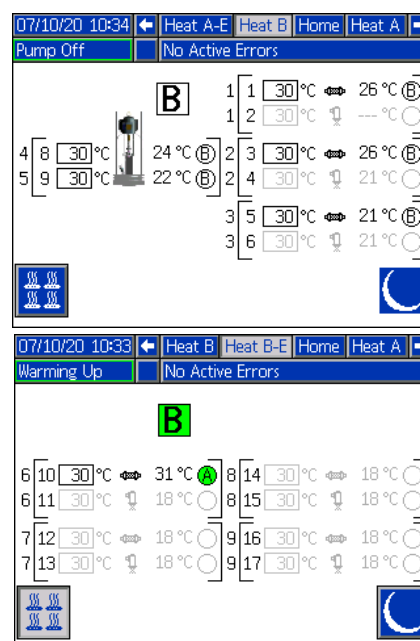 07/10/20 10:34 Heat A-E Heat B Home Heat A
Pump Off No Active Errors
B
1 1 30 °C 26 °C B
1 2 30 °C --- °C
4 8 30 °C 24 °C B 2 3 30 °C 26 °C B
5 9 30 °C 22 °C B 2 4 30 °C 21 °C
3 5 30 °C 21 °C B
3 6 30 °C 21 °C
07/10/20 10:33 Heat B Heat B-E Home Heat A
Warming Up No Active Errors
B
6 10 30 °C 31 °C A 8 14 30 °C 18 °C
6 11 30 °C 18 °C 8 15 30 °C 18 °C
7 12 30 °C 18 °C 9 16 30 °C 18 °C
7 13 30 °C 18 °C 9 17 30 °C 18 °C